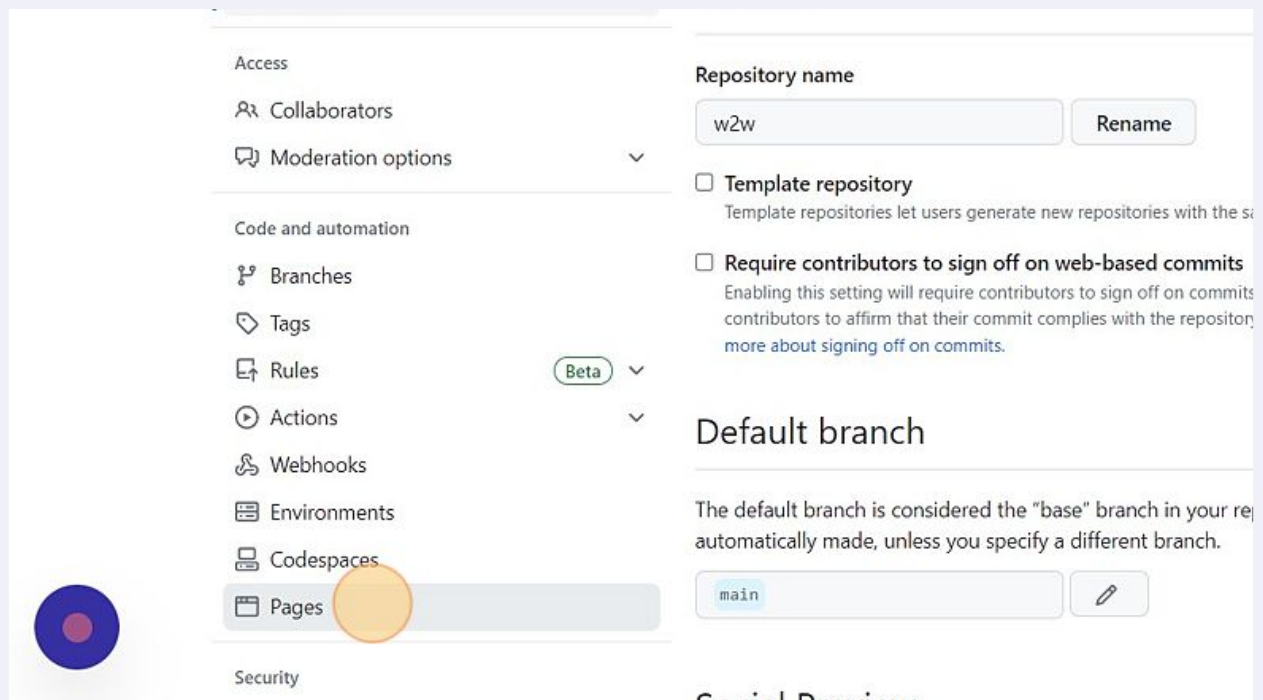 Access
Collaborators
Moderation options
Code and automation
Branches
Tags
Rules Beta
Actions
Webhooks
Environments
Codespaces
Pages
Security
Repository name
w2w Rename
Template repository
Template repositories let users generate new repositories with the
Require contributors to sign off on web-based commits
Enabling this setting will require contributors to sign off on commits
contributors to affirm that their commit complies with the repository
more about signing off on commits.
Default branch
The default branch is considered the "base" branch in your
automatically made, unless you specify a different branch.
main